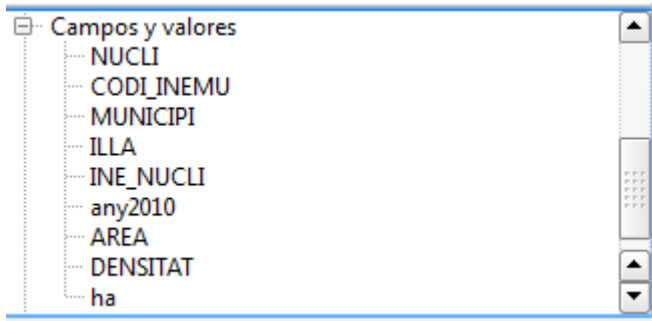 Campos y valores
NUCLI
CODI_INEMU
MUNICIPI
ILLA
INE_NUCLI
any2010
AREA
DENSITAT
ha